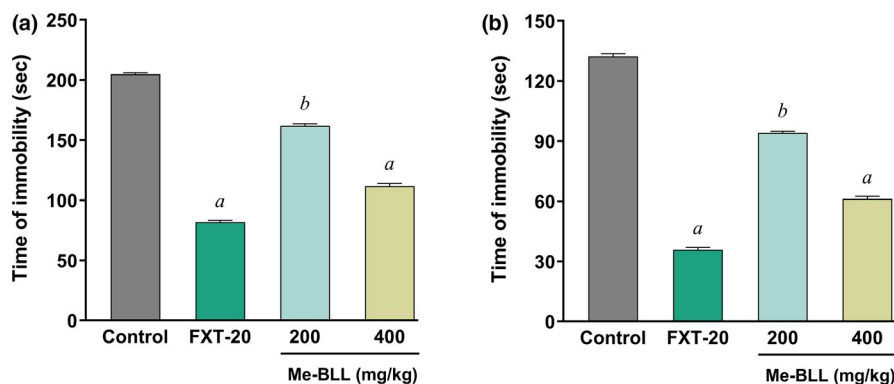 (a)
Time of immobility (sec)
250
200
150
100
50
0
a
b
a
Control FXT-20 200 400
Me-BLL (mg/kg)
(b)
Time of immobility (sec)
150
120
90
60
30
0
a
b
a
Control FXT-20 200 400
Me-BLL (mg/kg)